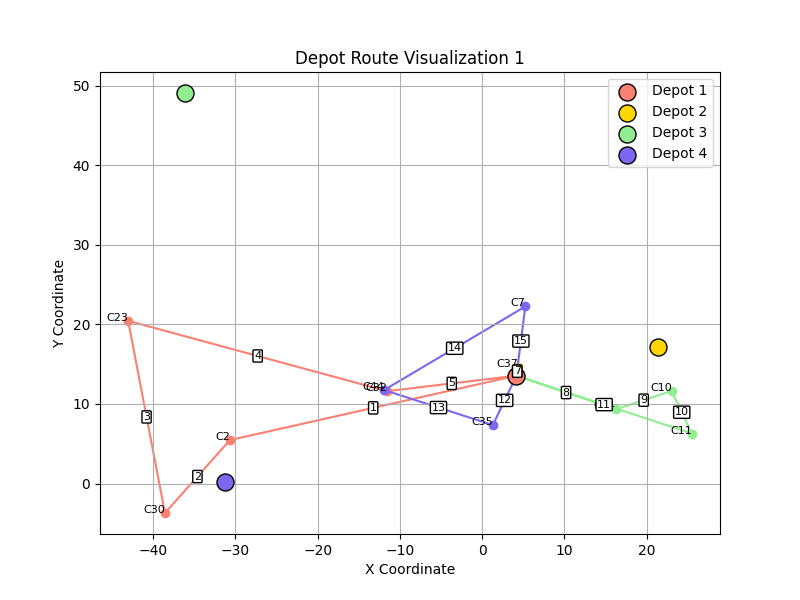 Depot Route Visualization 1
Depot 1
Depot 2
Depot 3
Depot 4
50
40
30
20
10
0
Y Coordinate
−40
−30
−20
−10
0
10
20
X Coordinate
C23
C7
C37
C10
C11
C35
C2
C30
1
2
3
4
5
7
8
9
10
11
12
13
14
15